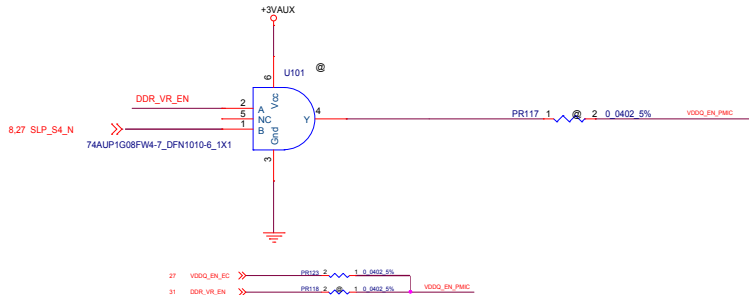 +3VAUX
U101 @
6
DDR_VR_EN 2 A Vcc
5 NC Y 4
PR117 1 @ 2 0_0402_5% VDDQ_EN_PMIC
8,27 SLP_S4_N 1 B Gnd
74AUP1G08FW4-7_DFN1010-6_1X1
3
27 VDDQ_EN_EC PR123 2 1 0_0402_5%
31 DDR_VR_EN PR118 2 @ 1 0_0402_5% VDDQ_EN_PMIC